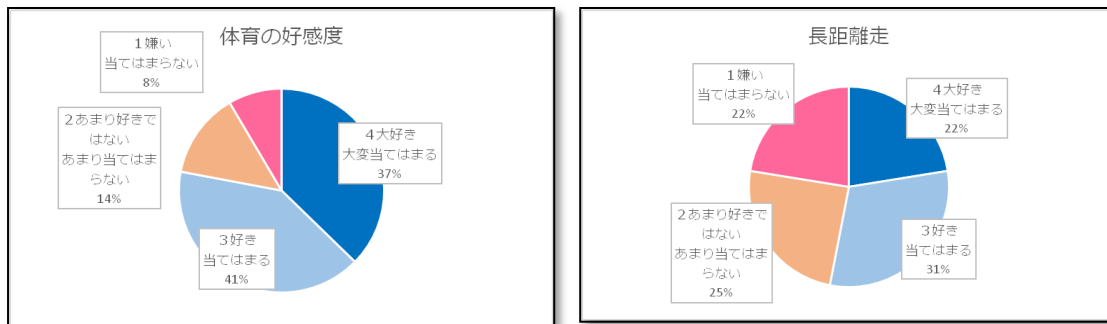 体育の好感度
１嫌い
当てはまらない
8%
２あまり好きで
はない
あまり当てはま
らない
14%
４大好き
大変当てはまる
37%
３好き
当てはまる
41%
長距離走
１嫌い
当てはまらない
22%
４大好き
大変当てはまる
22%
２あまり好きで
はない
あまり当てはま
らない
25%
３好き
当てはまる
31%